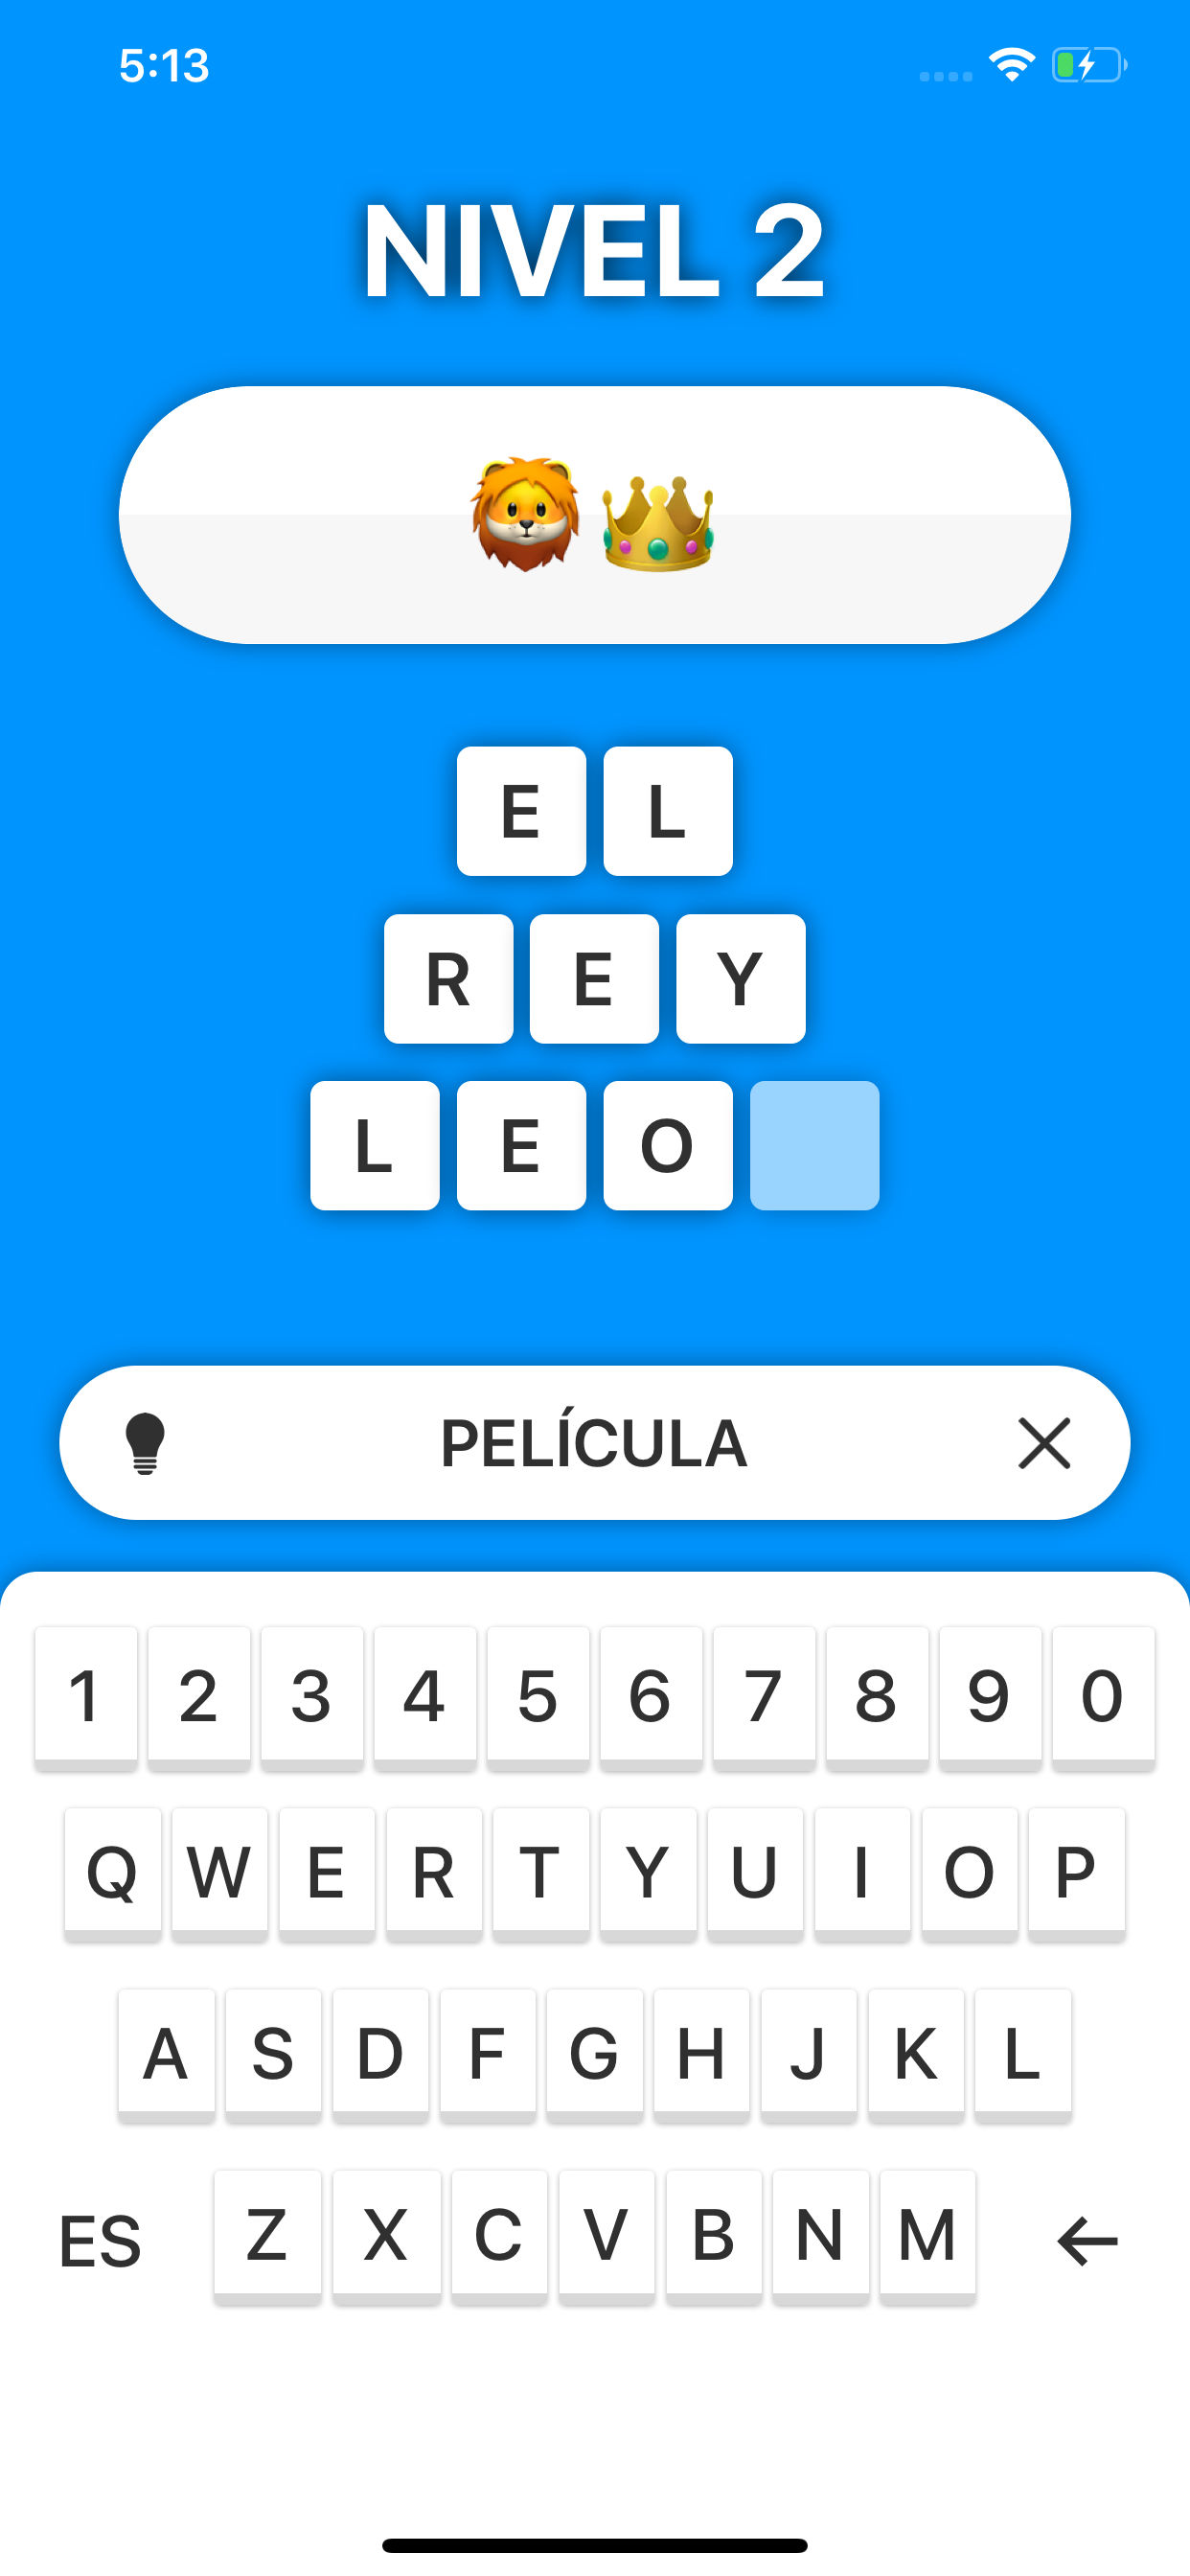 5:13
NIVEL 2
E L
R E Y
L E O
PELÍCULA
1 2 3 4 5 6 7 8 9 0
Q W E R T Y U I O P
A S D F G H J K L
ES Z X C V B N M